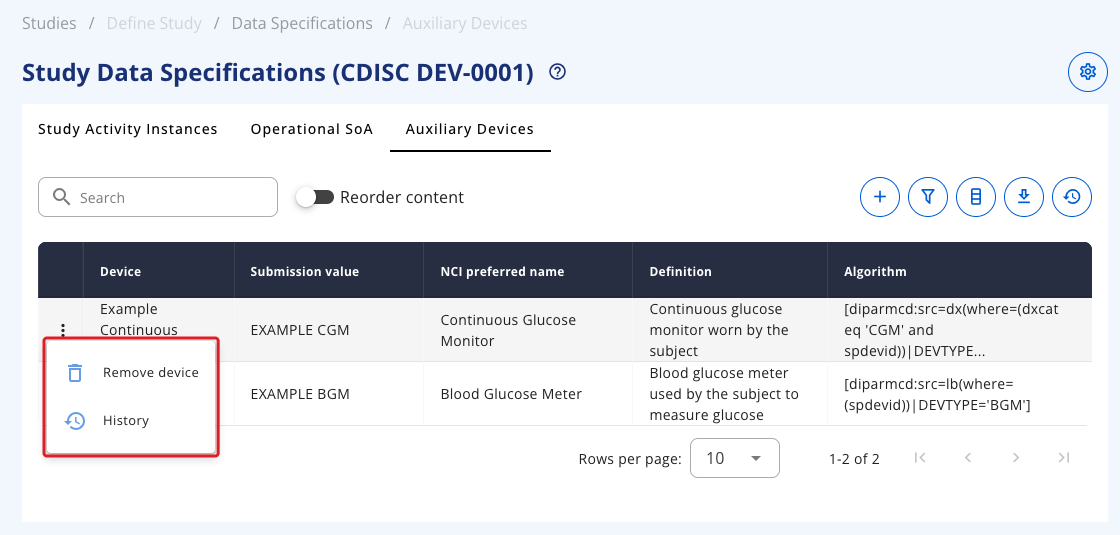 Studies / Define Study / Data Specifications / Auxiliary Devices
Study Data Specifications (CDISC DEV-0001)
Study Activity Instances Operational SoA Auxiliary Devices
Search Reorder content
Device Submission value NCI preferred name Definition Algorithm
Example
Continuous
EXAMPLE CGM
Continuous Glucose
Monitor
Continuous glucose
monitor worn by the
subject
[diparmcd:src=dx(where=(dxcat
eq 'CGM' and
spdevid))|DEVTYPE...
Remove device
History
EXAMPLE BGM
Blood Glucose Meter
Blood glucose meter
used by the subject to
measure glucose
[diparmcd:src=lb(where=
(spdevid))|DEVTYPE='BGM']
Rows per page: 10 1-2 of 2